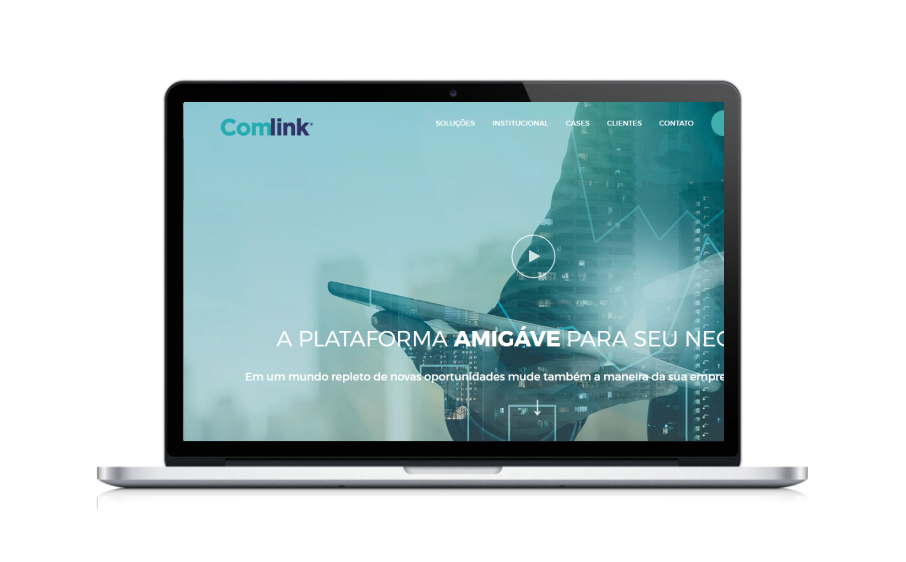 Comlink
SOLUÇÕES INSTITUCIONAL CASES CLIENTES CONTATO
A PLATAFORMA AMIGÁVE PARA SEU NEG
Em um mundo repleto de novas oportunidades mude também a maneira da sua empre